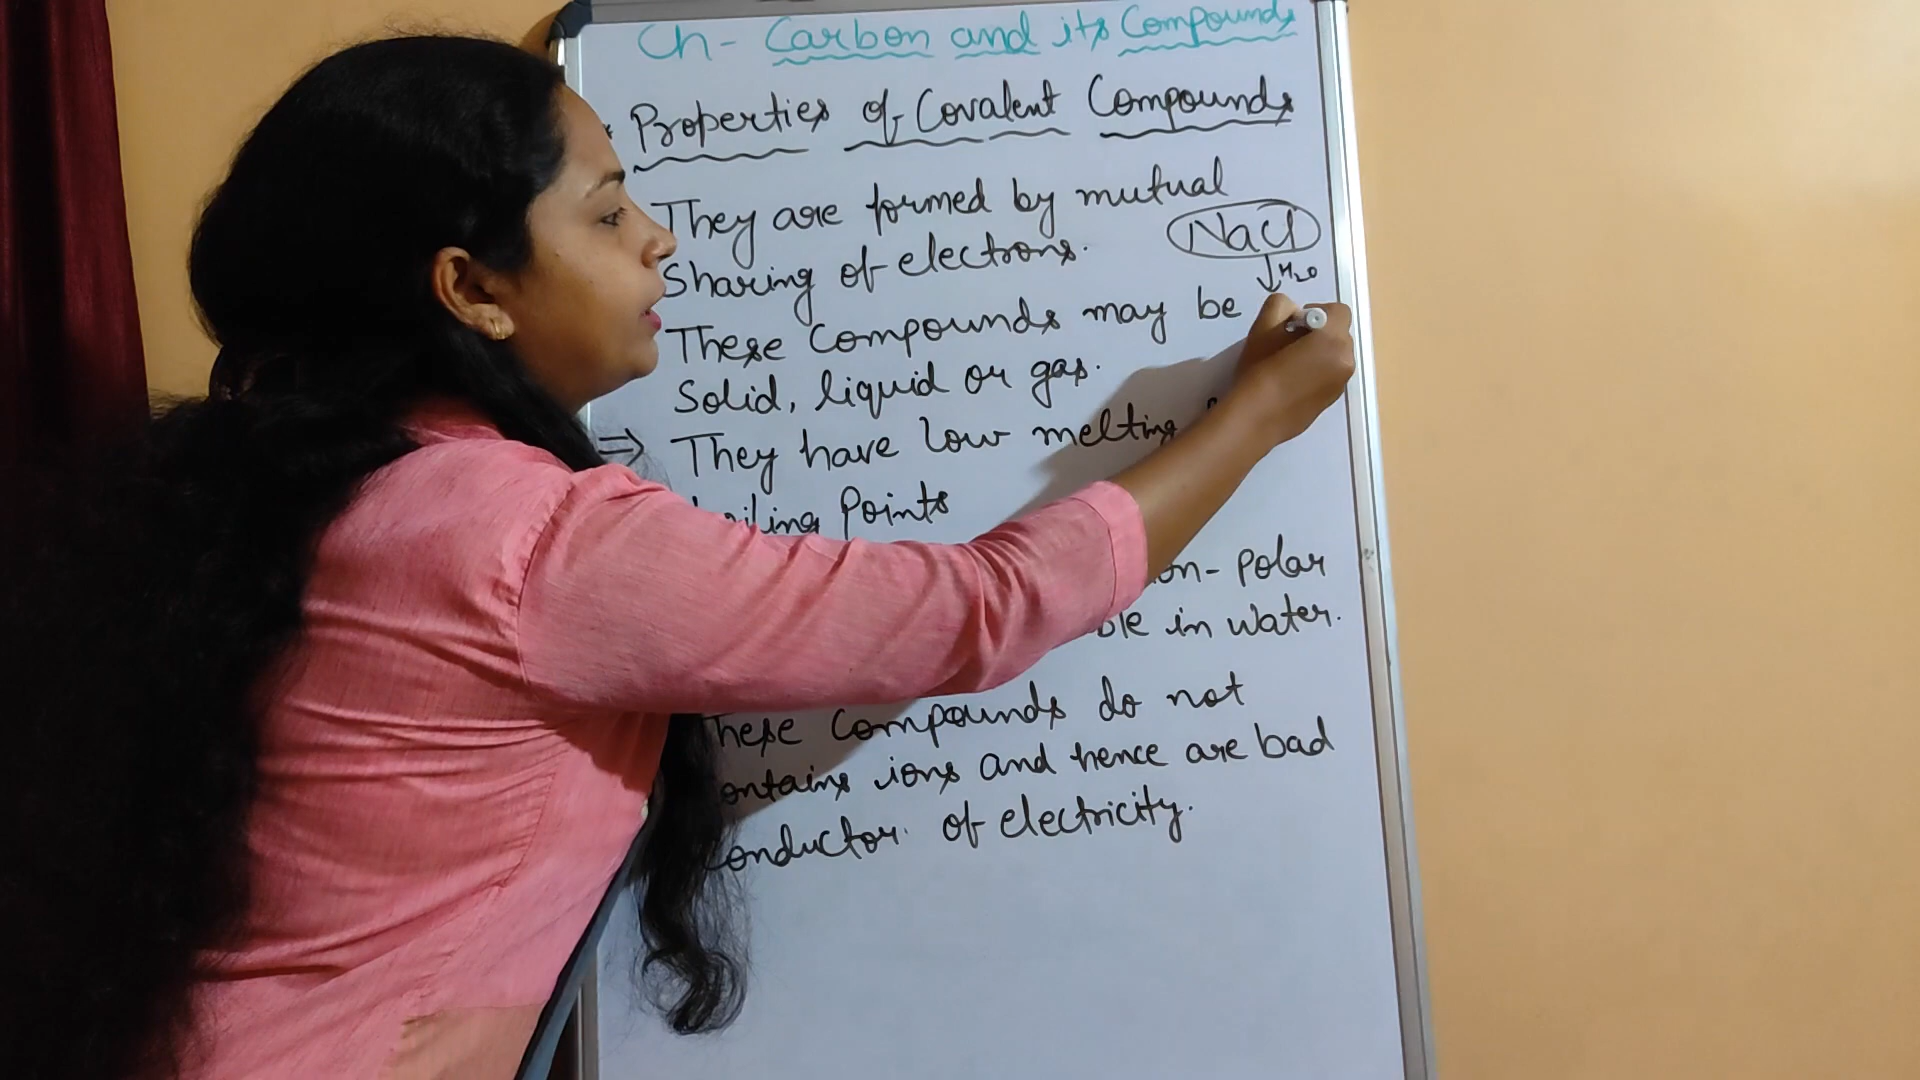 Ch- Carbon and its Compounds
* Properties of Covalent Compounds
They are formed by mutual
Sharing of electrons.
NaCl
↓ H₂O
These Compounds may be
Solid, liquid or gas.
⇒ They have low melting
Points
polar
in water.
These Compounds do not
contains ions and hence are bad
Conductor of electricity.